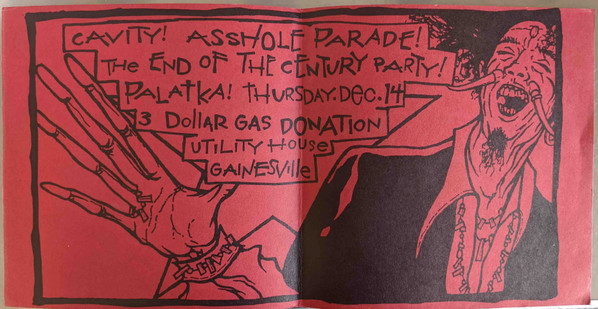 CAVITY! ASSHOLE PARADE!
THE END OF THE CENTURY PARTY!
PALATKA! THURSDAY. DEC. 14
3 DOLLAR GAS DONATION
UTILITY HOUSE
GAINESVIlle